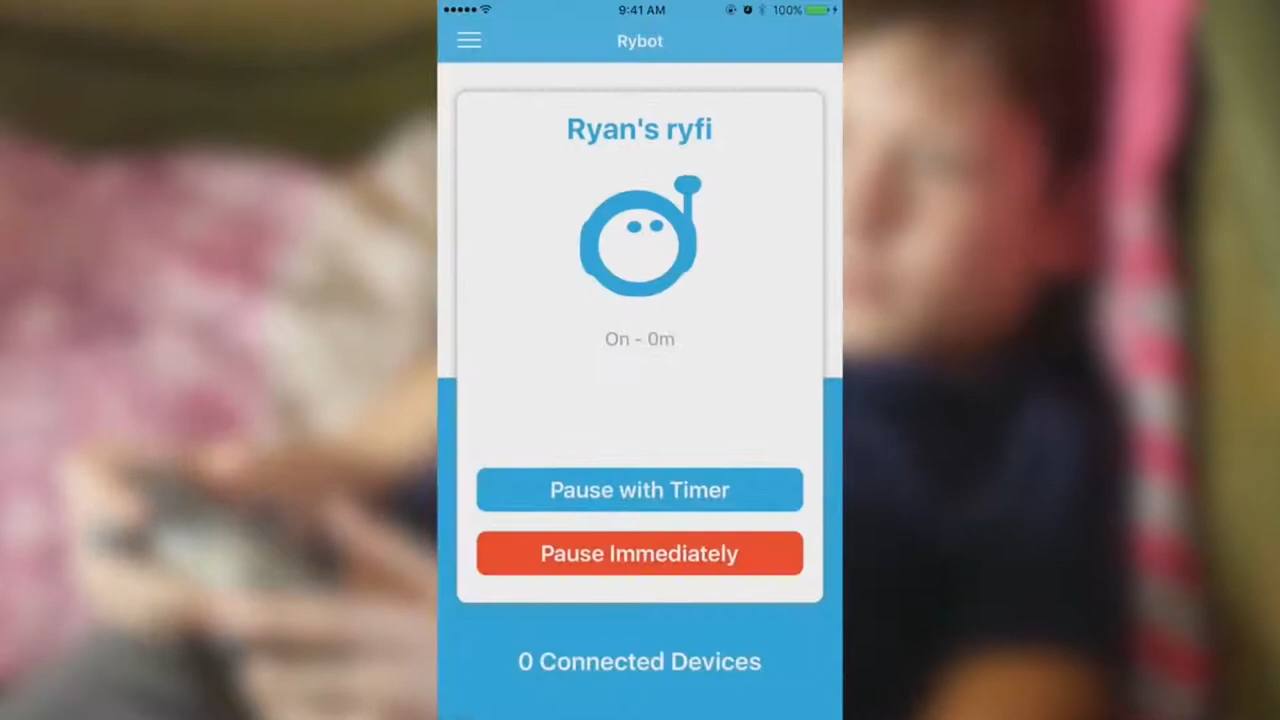 9:41 AM
100%
Rybot
Ryan's ryfi
On - 0m
Pause with Timer
Pause Immediately
0 Connected Devices